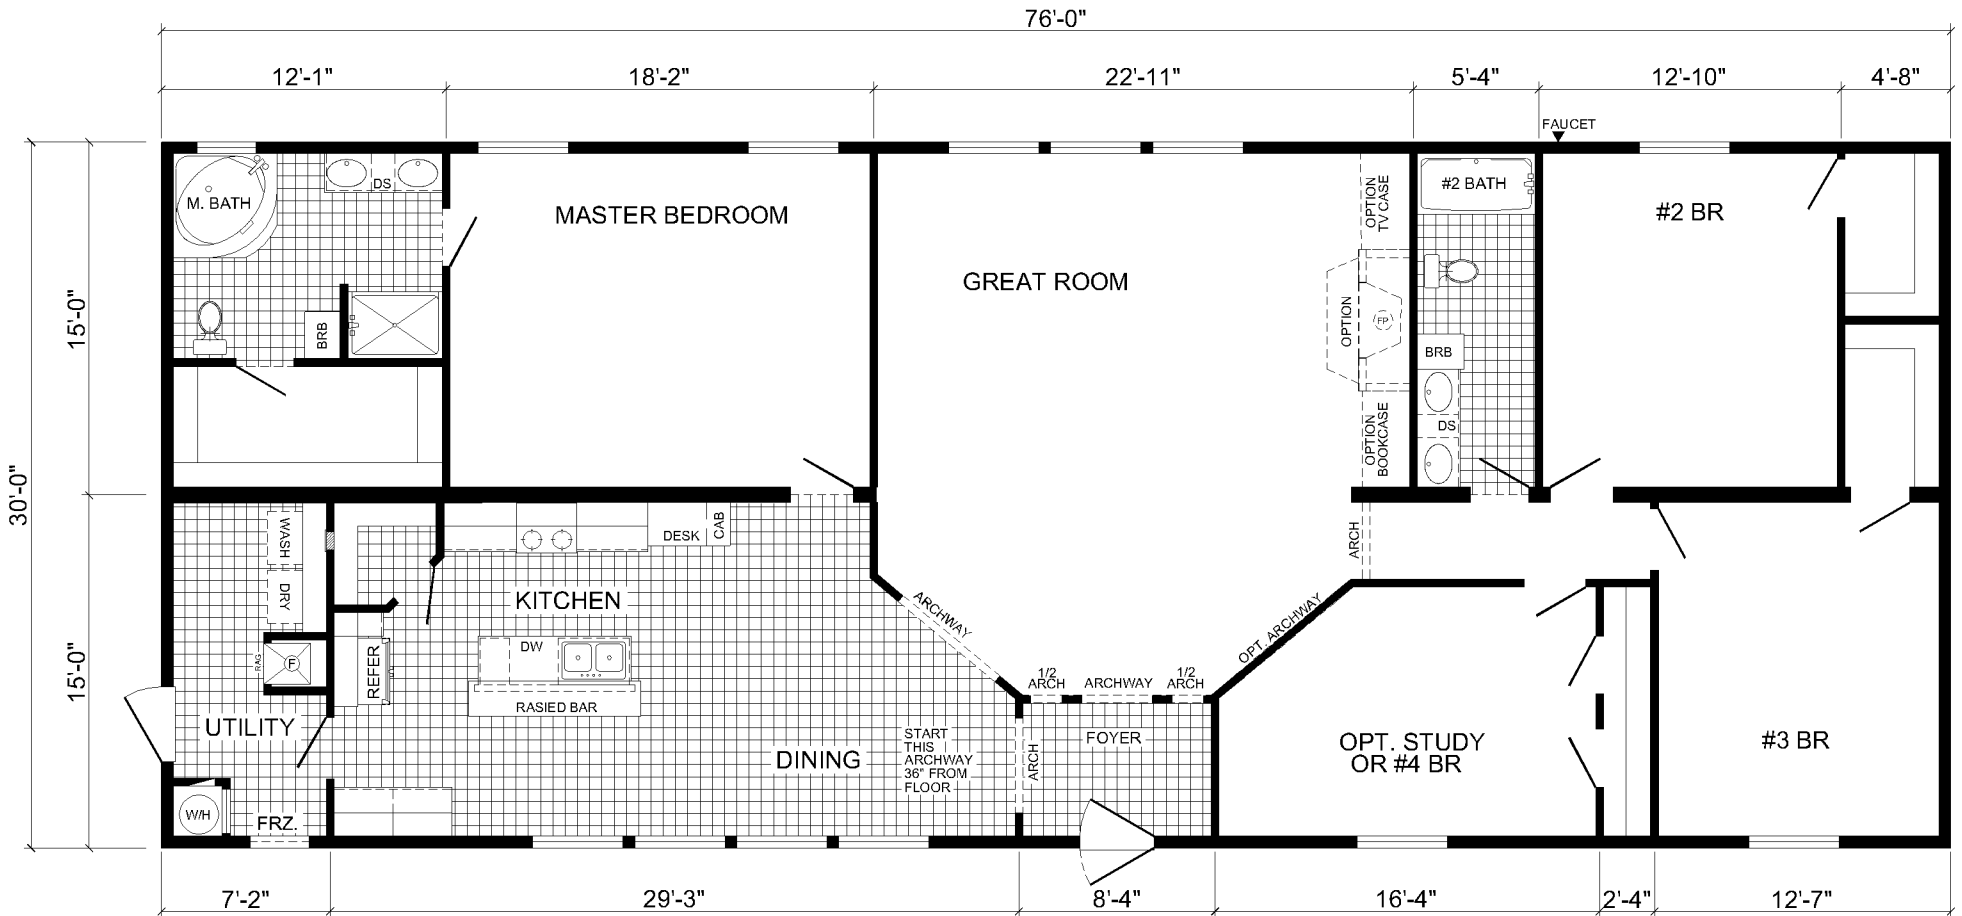 76'-0"
12'-1"
18'-2"
22'-11"
5'-4"
12'-10"
4'-8"
FAUCET
30'-0"
15'-0"
15'-0"
M. BATH
DS
BRB
MASTER BEDROOM
GREAT ROOM
OPTION
TV CASE
OPTION
FP
OPTION
BOOKCASE
#2 BATH
BRB
DS
#2 BR
WASH
DRY
RAG
F
UTILITY
W/H
FRZ.
REFER
KITCHEN
DESK
CAB
DW
RASIED BAR
DINING
START
THIS
ARCHWAY
36" FROM
FLOOR
ARCHWAY
ARCH
1/2
ARCH
ARCHWAY
1/2
ARCH
FOYER
OPT. ARCHWAY
ARCH
OPT. STUDY
OR #4 BR
#3 BR
7'-2"
29'-3"
8'-4"
16'-4"
2'-4"
12'-7"